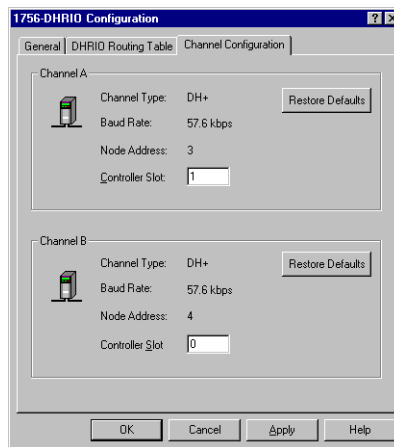 1756-DHRIO Configuration
General DHRIO Routing Table Channel Configuration
Channel A
Channel Type: DH+ Restore Defaults
Baud Rate: 57.6 kbps
Node Address: 3
Controller Slot: 1
Channel B
Channel Type: DH+ Restore Defaults
Baud Rate: 57.6 kbps
Node Address: 4
Controller Slot 0
OK Cancel Apply Help